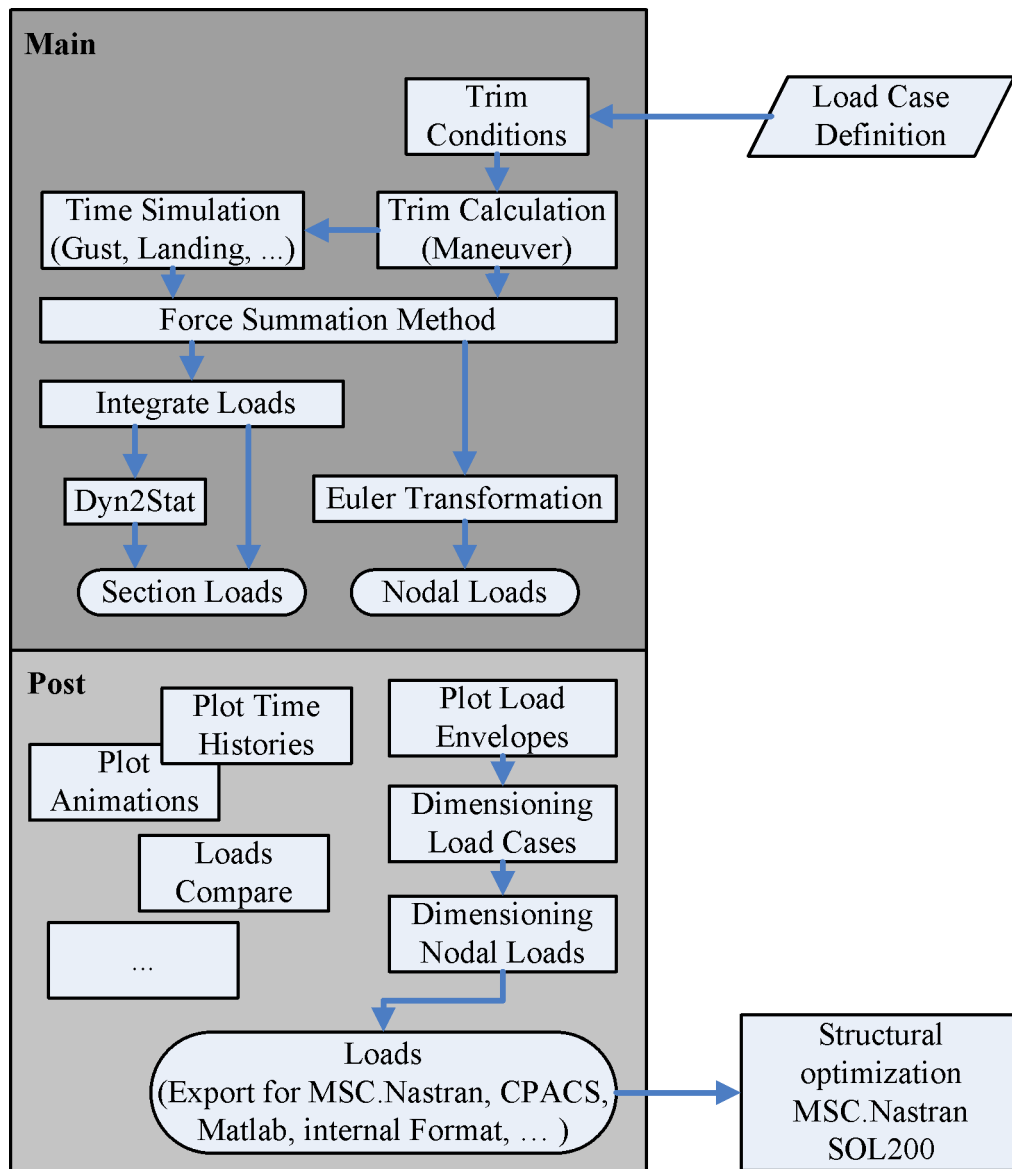 Main
Trim
Conditions
Load Case
Definition
Time Simulation
(Gust, Landing, ...)
Trim Calculation
(Maneuver)
Force Summation Method
Integrate Loads
Dyn2Stat
Euler Transformation
Section Loads
Nodal Loads
Post
Plot Time
Histories
Plot
Animations
Loads
Compare
...
Plot Load
Envelopes
Dimensioning
Load Cases
Dimensioning
Nodal Loads
Loads
(Export for MSC.Nastran, CPACS,
Matlab, internal Format, ... )
Structural
optimization
MSC.Nastran
SOL200